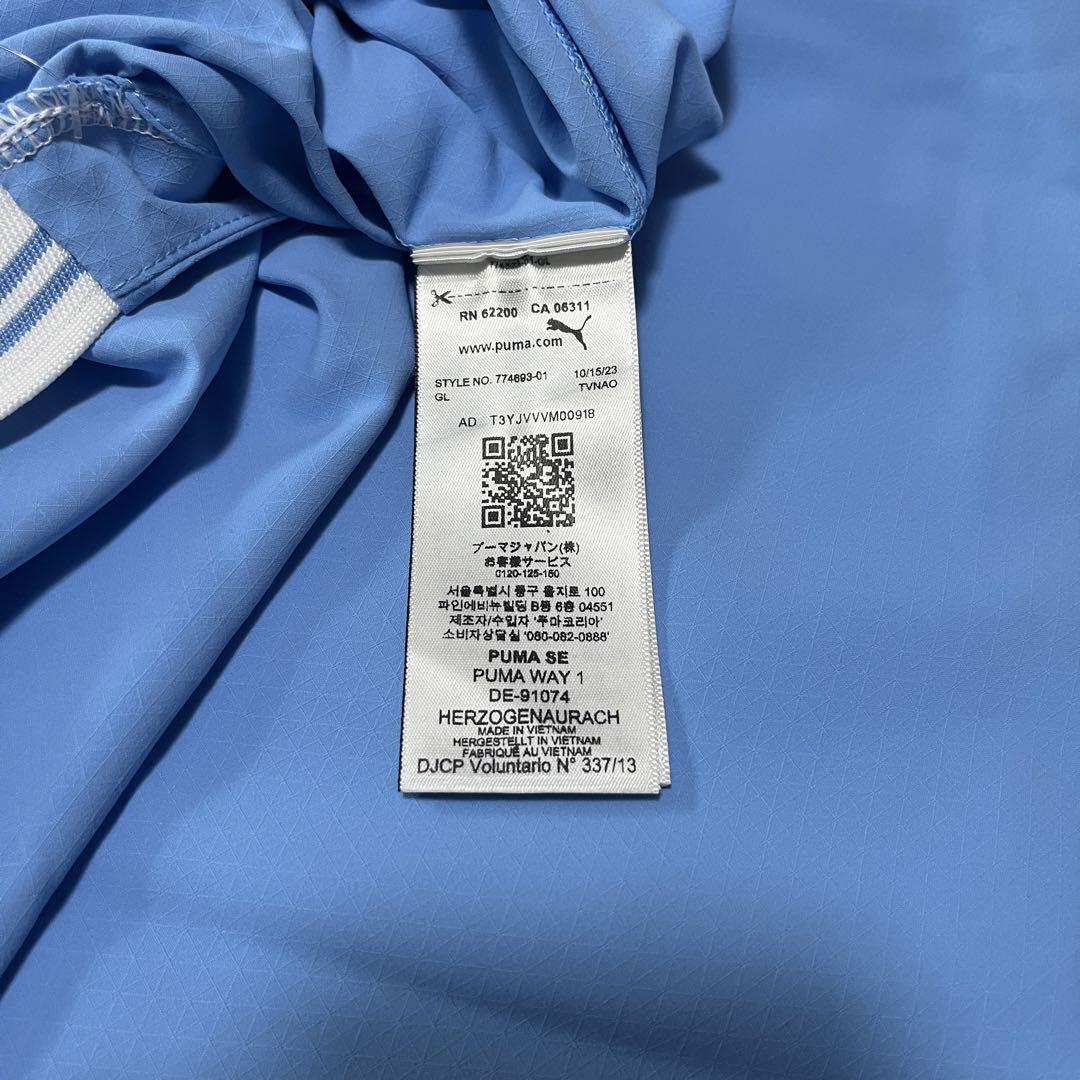 RN 62200 CA 05311
www.puma.com
STYLE NO. 774693-01 10/15/23
GL TVNAO
AD T3YJVVVM00918
プーマジャパン(株)
お客様サービス
0120-125-150
서울특별시 중구 을지로 100
파인에비뉴빌딩 B동 6층 04551
제조자/수입자 '푸마코리아'
소비자상담실 '080-082-0888'
PUMA SE
PUMA WAY 1
DE-91074
HERZOGENAURACH
MADE IN VIETNAM
HERGESTELLT IN VIETNAM
FABRIQUÉ AU VIETNAM
DJCP Voluntario N° 337/13